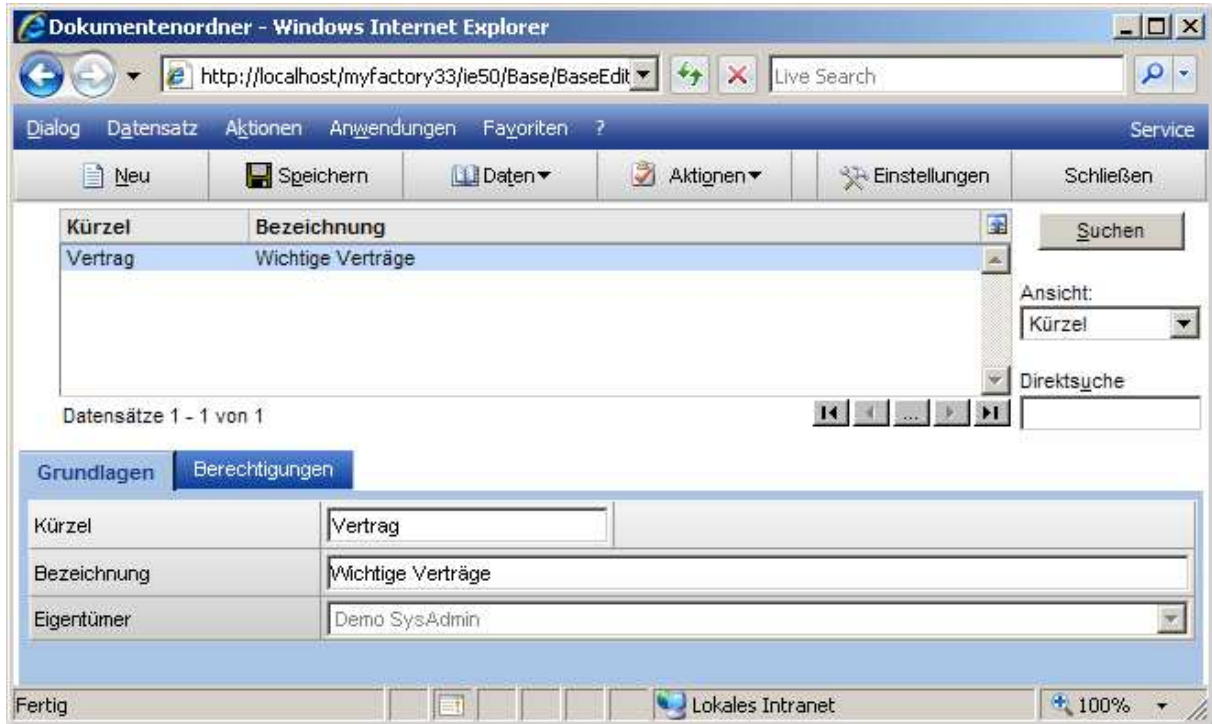 Dokumentenordner - Windows Internet Explorer
http://localhost/myfactory33/ie50/Base/BaseEdit Live Search
Dialog Datensatz Aktionen Anwendungen Favoriten ? Service
Neu Speichern Daten Aktionen Einstellungen Schließen
Kürzel Bezeichnung
Suchen
Vertrag Wichtige Verträge
Ansicht:
Kürzel
Direktsuche
Datensätze 1 - 1 von 1 ...
Grundlagen Berechtigungen
Kürzel Vertrag
Bezeichnung Wichtige Verträge
Eigentümer Demo SysAdmin
Fertig Lokales Intranet 100%